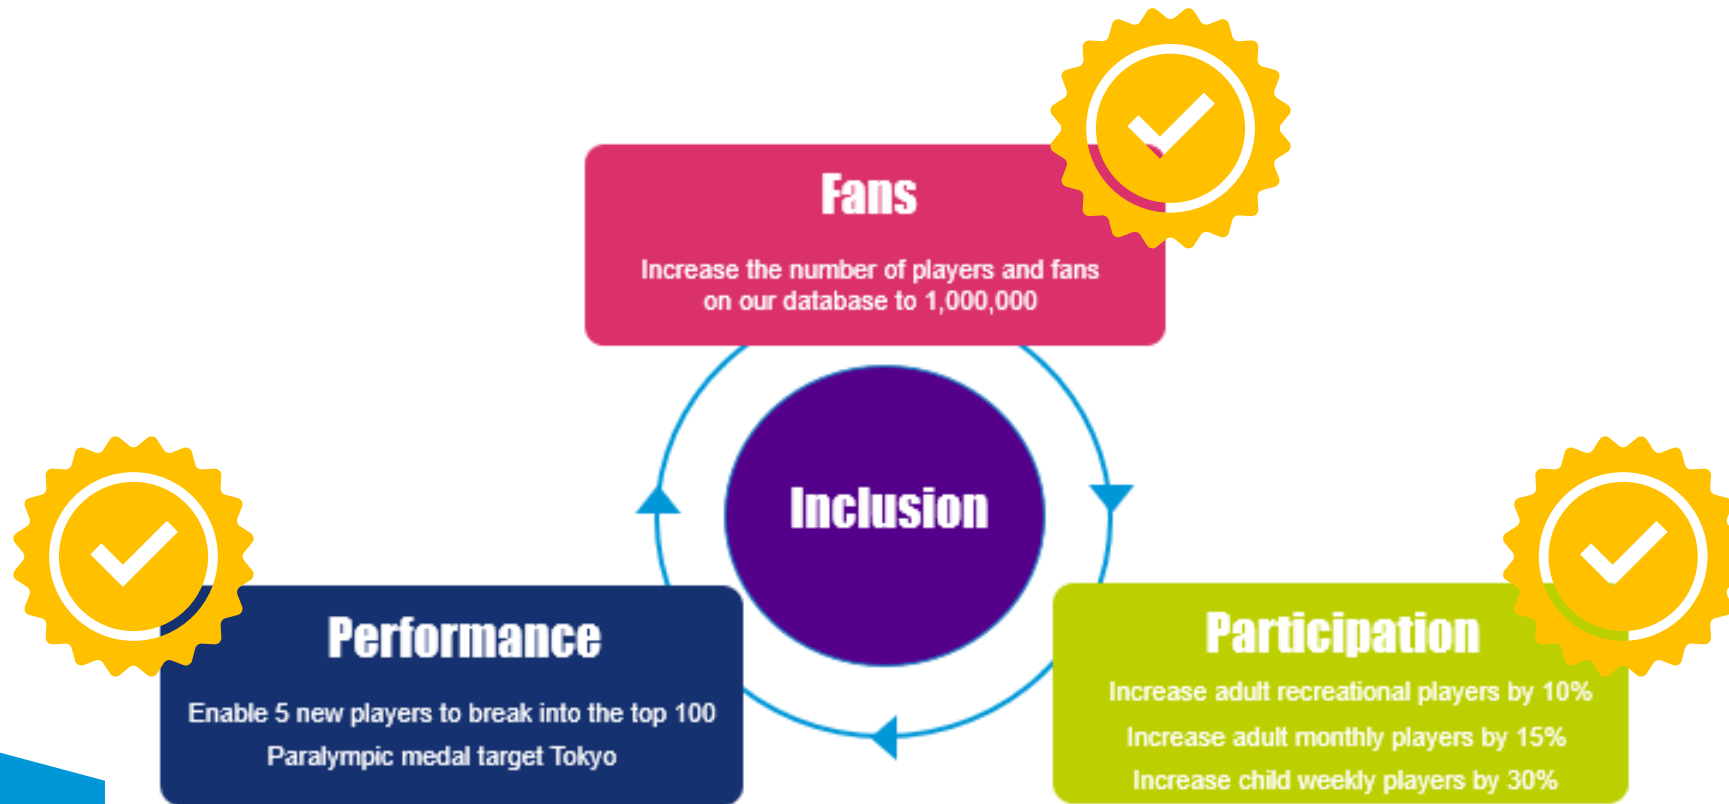 Fans
Increase the number of players and fans
on our database to 1,000,000
Inclusion
Performance
Enable 5 new players to break into the top 100
Paralympic medal target Tokyo
Participation
Increase adult recreational players by 10%
Increase adult monthly players by 15%
Increase child weekly players by 30%